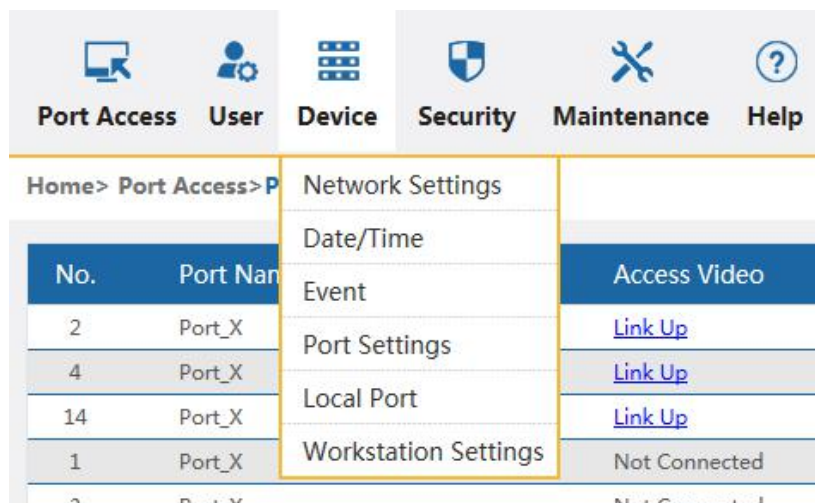 Port Access User Device Security Maintenance Help
Home> Port Access>P
Network Settings
Date/Time
No. Port Nam Access Video
Event
2 Port_X Link Up
Port Settings
4 Port_X Link Up
Local Port
14 Port_X Link Up
Workstation Settings
1 Port_X Not Connected